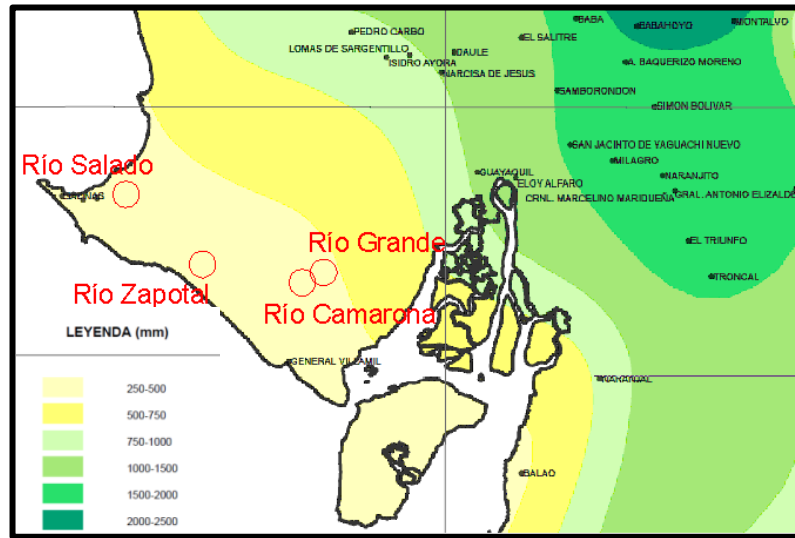 BABA
BABAHOYO
MONTALVO
PEDRO CARBO
EL SALITRE
LOMAS DE SARGENTILLO
DAULE
ISIDRO AYORA
A. BAQUERIZO MORENO
NARCISA DE JESUS
SAMBORONDON
SIMON BOLIVAR
SAN JACINTO DE YAGUACHI NUEVO
Río Salado
MILAGRO
GUAYAQUIL
NARANJITO
ELOY ALFARO
CRNL. MARCELINO MARIDUEÑA
GRAL. ANTONIO ELIZALD
Río Grande
EL TRIUNFO
TRONCAL
Río Zapotal
Río Camarona
LEYENDA (mm)
GENERAL VILLAMIL
NARANJAL
250-500
500-750
750-1000
1000-1500
BALAO
1500-2000
2000-2500